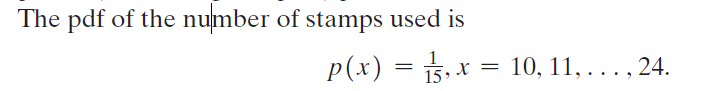 The pdf of the number of stamps used is
p(x) = 1/15, x = 10, 11, . . . , 24.